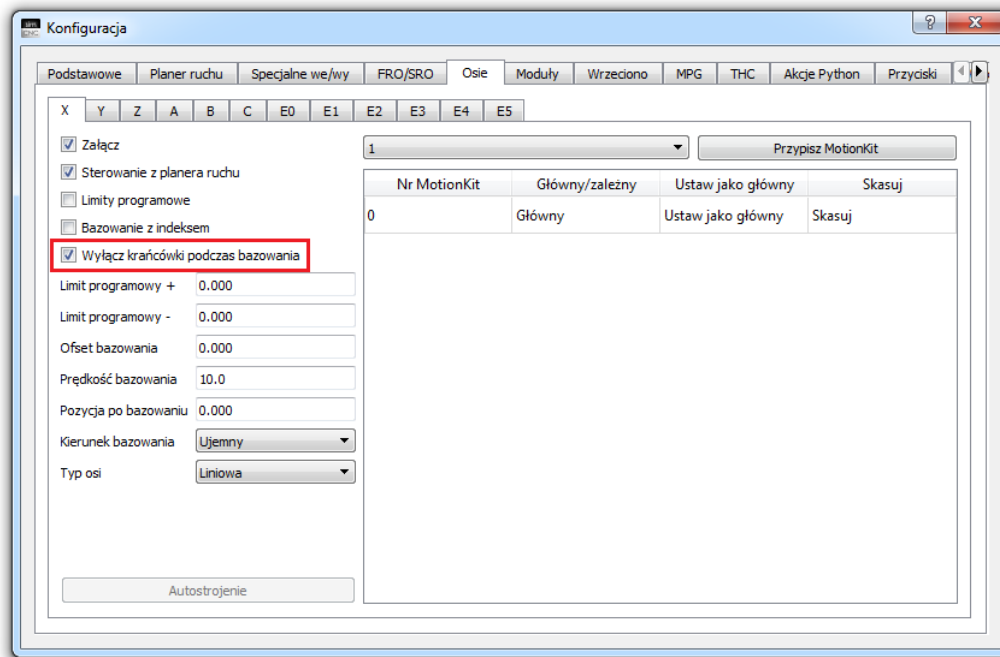 Konfiguracja
Podstawowe Planer ruchu Specjalne we/wy FRO/SRO Osie Moduły Wrzeciono MPG THC Akcje Python Przyciski
X Y Z A B C E0 E1 E2 E3 E4 E5
Załącz
Sterowanie z planera ruchu
Limity programowe
Bazowanie z indeksem
Wyłącz krańcówki podczas bazowania
Limit programowy + 0.000
Limit programowy - 0.000
Ofset bazowania 0.000
Prędkość bazowania 10.0
Pozycja po bazowaniu 0.000
Kierunek bazowania Ujemny
Typ osi Liniowa
Autostrojenie
1 Przypisz MotionKit
Nr MotionKit Główny/zależny Ustaw jako główny Skasuj
0 Główny Ustaw jako główny Skasuj